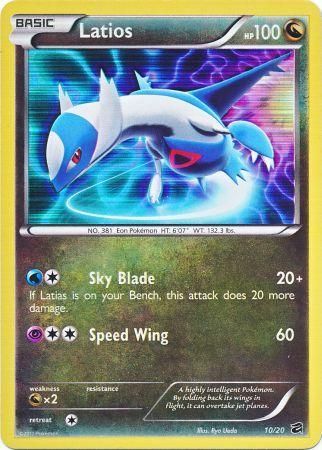 BASIC
Latios
HP100
NO. 381 Eon Pokémon HT: 6'07" WT: 132.3 lbs.
Sky Blade 20+
If Latias is on your Bench, this attack does 20 more
damage.
Speed Wing 60
weakness resistance
×2
retreat
A highly intelligent Pokémon.
By folding back its wings in
flight, it can overtake jet planes.
Illus. Ryo Ueda
10/20